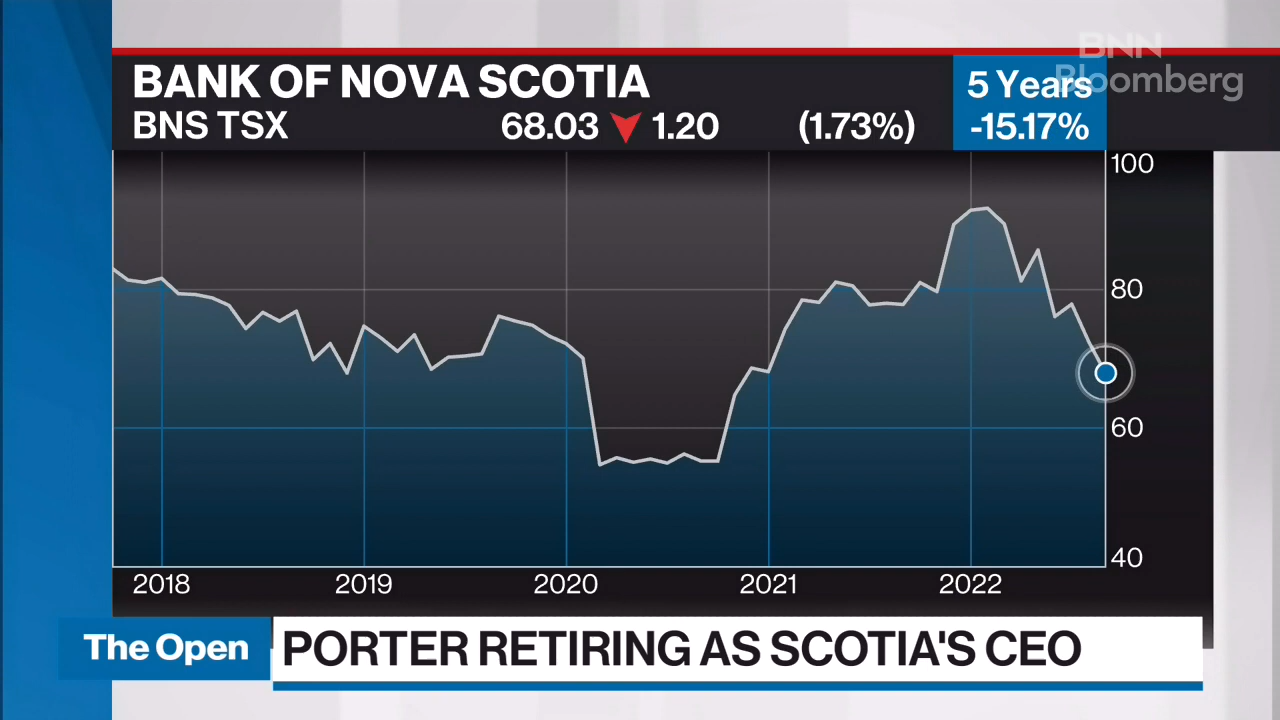 BNN
Bloomberg
BANK OF NOVA SCOTIA
BNS TSX 68.03 ▼ 1.20 (1.73%)
5 Years
-15.17%
100
80
60
40
2018 2019 2020 2021 2022
The Open
PORTER RETIRING AS SCOTIA'S CEO